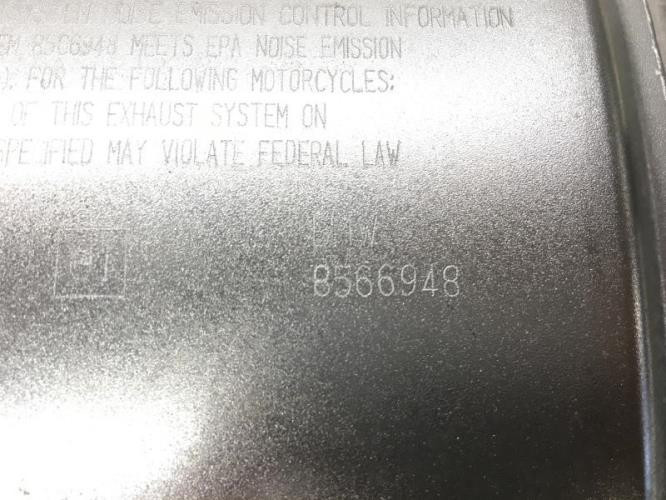 NOISE EMISSION CONTROL INFORMATION
8566948 MEETS EPA NOISE EMISSION
FOR THE FOLLOWING MOTORCYCLES:
OF THIS EXHAUST SYSTEM ON
MAY VIOLATE FEDERAL LAW
8566948